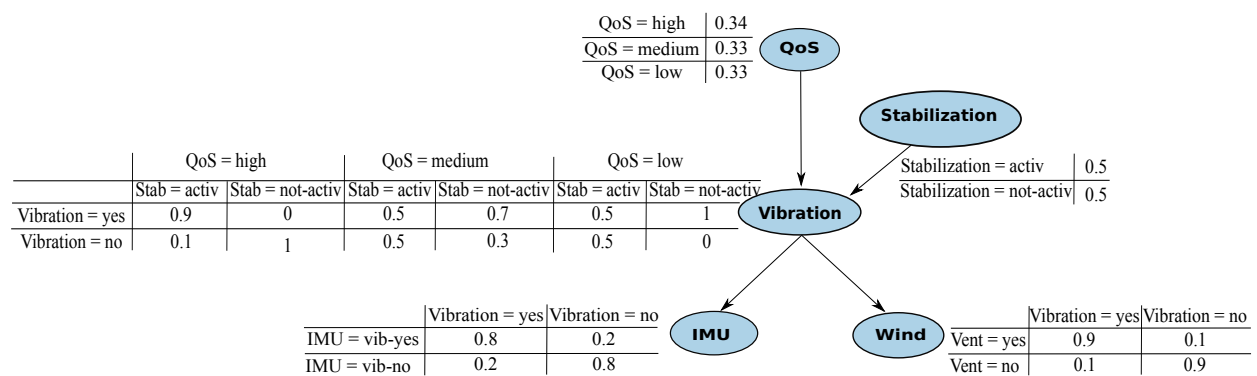 QoS = high 0.34
QoS = medium 0.33
QoS = low 0.33
QoS
Stabilization
Stabilization = activ 0.5
Stabilization = not-activ 0.5
QoS = high QoS = medium QoS = low
Stab = activ Stab = not-activ Stab = activ Stab = not-activ Stab = activ Stab = not-activ
Vibration = yes 0.9 0 0.5 0.7 0.5 1
Vibration = no 0.1 1 0.5 0.3 0.5 0
Vibration
Vibration = yes Vibration = no
IMU = vib-yes 0.8 0.2
IMU = vib-no 0.2 0.8
IMU
Wind
Vibration = yes Vibration = no
Vent = yes 0.9 0.1
Vent = no 0.1 0.9